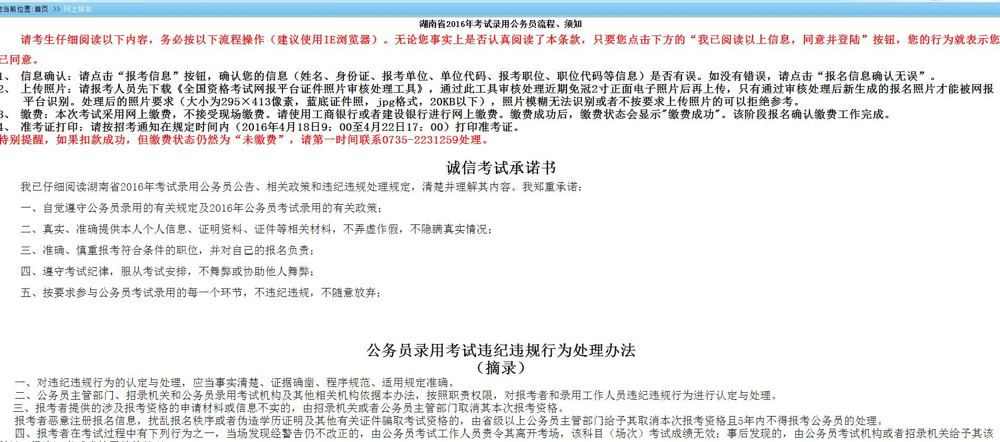 您当前位置:首页 >> 网上报名
湖南省2016年考试录用公务员流程、须知
请考生仔细阅读以下内容，务必按以下流程操作（建议使用IE浏览器）。无论您事实上是否认真阅读了本条款，只要您点击下方的“我已阅读以上信息，同意并登陆”按钮，您的行为就表示您
已同意。
1、 信息确认：请点击“报考信息”按钮，确认您的信息（姓名、身份证、报考单位、单位代码、报考职位、职位代码等信息）是否有误。如没有错误，请点击“报名信息确认无误”。
2、 上传照片：请报考人员先下载《全国资格考试网报平台证件照片审核处理工具》，通过此工具审核处理近期免冠2寸正面电子照片后再上传，只有通过审核处理后新生成的报名照片才能被网报
平台识别。处理后的照片要求（大小为295×413像素，蓝底证件照，jpg格式，20KB以下），照片模糊无法识别或者不按要求上传照片的可以拒绝参考。
3、 缴费：本次考试采用网上缴费，不接受现场缴费。请使用工商银行或者建设银行进行网上缴费。缴费成功后，缴费状态会显示"缴费成功"。该阶段报名确认缴费工作完成。
4、 准考证打印：请按招考通知在规定时间内（2016年4月18日9：00至4月22日17：00）打印准考证。
特别提醒，如果扣款成功，但缴费状态仍然为“未缴费”，请第一时间联系0735-2231259处理。
诚信考试承诺书
我已仔细阅读湖南省2016年考试录用公务员公告、相关政策和违纪违规处理规定，清楚并理解其内容。我郑重承诺：
一、自觉遵守公务员录用的有关规定及2016年公务员考试录用的有关政策；
二、真实、准确提供本人个人信息、证明资料、证件等相关材料，不弄虚作假，不隐瞒真实情况；
三、准确、慎重报考符合条件的职位，并对自己的报名负责；
四、遵守考试纪律，服从考试安排，不舞弊或协助他人舞弊；
五、按要求参与公务员考试录用的每一个环节，不违纪违规，不随意放弃；
公务员录用考试违纪违规行为处理办法
（摘录）
一、对违纪违规行为的认定与处理，应当事实清楚、证据确凿、程序规范、适用规定准确。
二、公务员主管部门、招录机关和公务员录用考试机构及其他相关机构依据本办法，按照职责权限，对报考者和录用工作人员违纪违规行为进行认定与处理。
三、报考者提供的涉及报考资格的申请材料或信息不实的，由招录机关或者公务员主管部门取消其本次报考资格。
报考者恶意注册报名信息，扰乱报名秩序或者伪造学历证明及其他有关证件骗取考试资格的，由省级以上公务员主管部门给予其取消本次报考资格且5年内不得报考公务员的处理。
四、报考者在考试过程中有下列行为之一，当场发现经警告仍不改正的，由公务员考试工作人员责令其离开考场，该科目（场次）考试成绩无效；事后发现的，由公务员考试机构或者招录机关给予其该